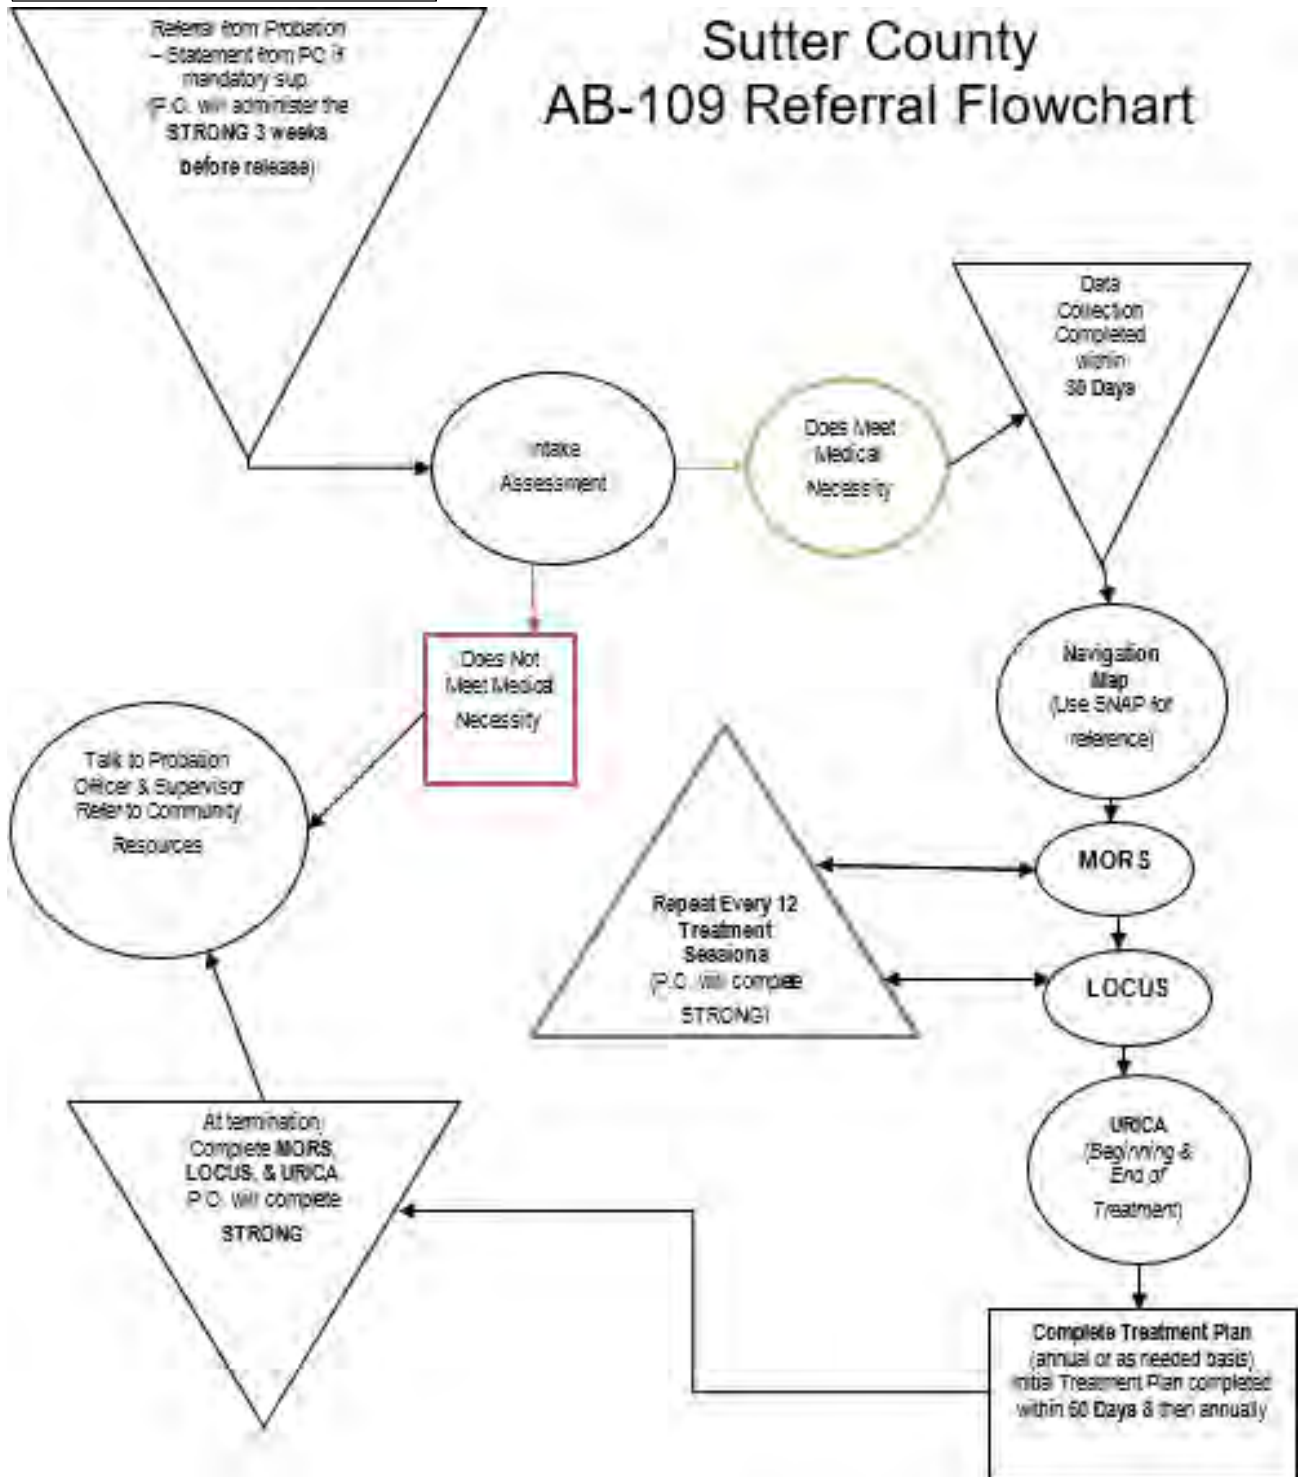 Sutter County
AB-109 Referral Flowchart
Referral from Probation
– Statement from PO if
mandatory sup.
(P.O. will administer the
STRONG 3 weeks
before release)
Intake
Assessment
Does Meet
Medical
Necessity
Data
Collection
Completed
within
30 Days
Does Not
Meet Medical
Necessity
Navigation
Map
(Use SNAP for
reference)
Talk to Probation
Officer & Supervisor
Refer to Community
Resources
MORS
Repeat Every 12
Treatment
Sessions
(P.O. will complete
STRONG)
LOCUS
URICA
(Beginning &
End of
Treatment)
At termination
Complete MORS,
LOCUS, & URICA
P.O. will complete
STRONG
Complete Treatment Plan
(annual or as needed basis)
Initial Treatment Plan completed
within 60 Days & then annually